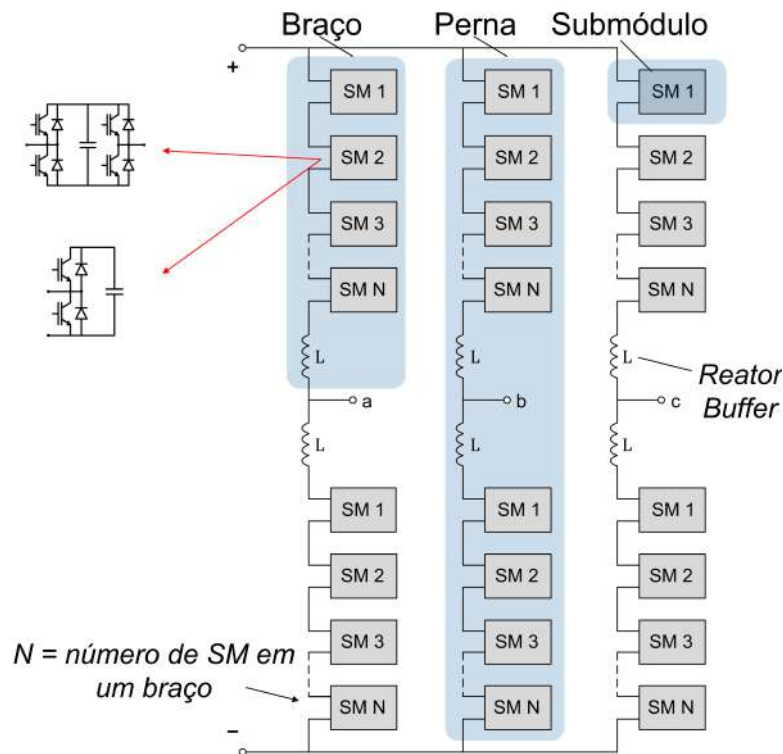 Braço Perna Submódulo
+
SM 1 SM 1 SM 1
SM 2 SM 2 SM 2
SM 3 SM 3 SM 3
SM N SM N SM N
L L L
Reator
Buffer
a b c
L L L
SM 1 SM 1 SM 1
SM 2 SM 2 SM 2
SM 3 SM 3 SM 3
N = número de SM em
um braço
SM N SM N SM N
−